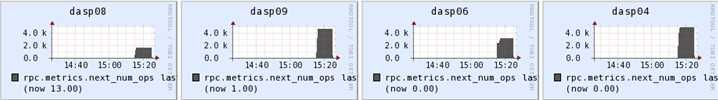 dasp08
4.0 k
2.0 k
0.0
14:40 15:00 15:20
rpc.metrics.next_num_ops las
(now 13.00)
dasp09
4.0 k
2.0 k
0.0
14:40 15:00 15:20
rpc.metrics.next_num_ops las
(now 1.00)
dasp06
4.0 k
2.0 k
0.0
14:40 15:00 15:20
rpc.metrics.next_num_ops las
(now 0.00)
dasp04
4.0 k
2.0 k
0.0
14:40 15:00 15:20
rpc.metrics.next_num_ops las
(now 0.00)